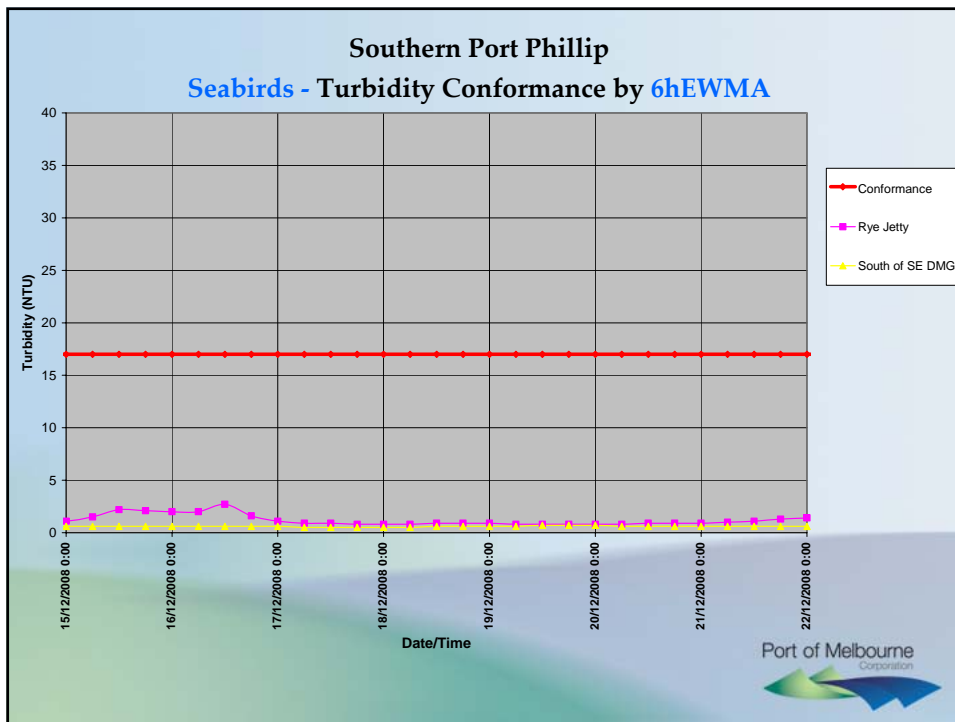 Southern Port Phillip
Seabirds - Turbidity Conformance by 6hEWMA
40
35
30
25
20
15
10
5
0
Turbidity (NTU)
Conformance
Rye Jetty
South of SE DMG
15/12/2008 0:00
16/12/2008 0:00
17/12/2008 0:00
18/12/2008 0:00
19/12/2008 0:00
20/12/2008 0:00
21/12/2008 0:00
22/12/2008 0:00
Date/Time
Port of Melbourne
Corporation